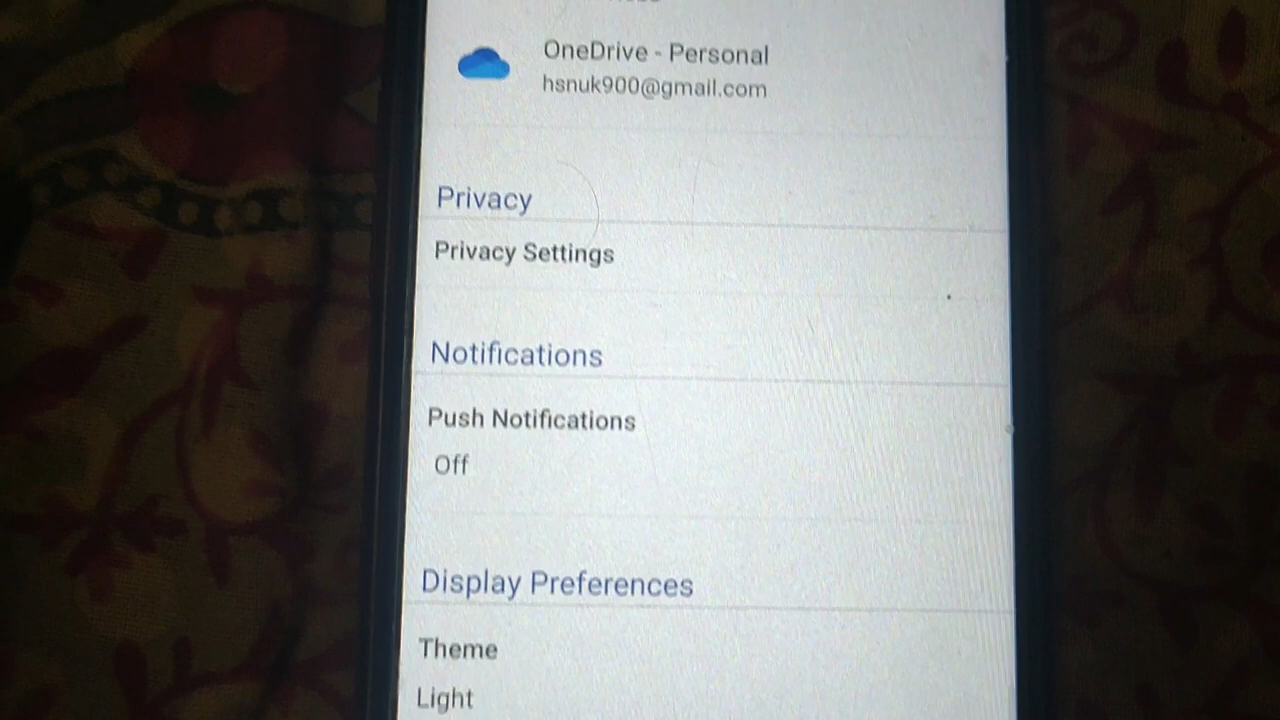 OneDrive - Personal
hsnuk900@gmail.com
Privacy
Privacy Settings
Notifications
Push Notifications
Off
Display Preferences
Theme
Light